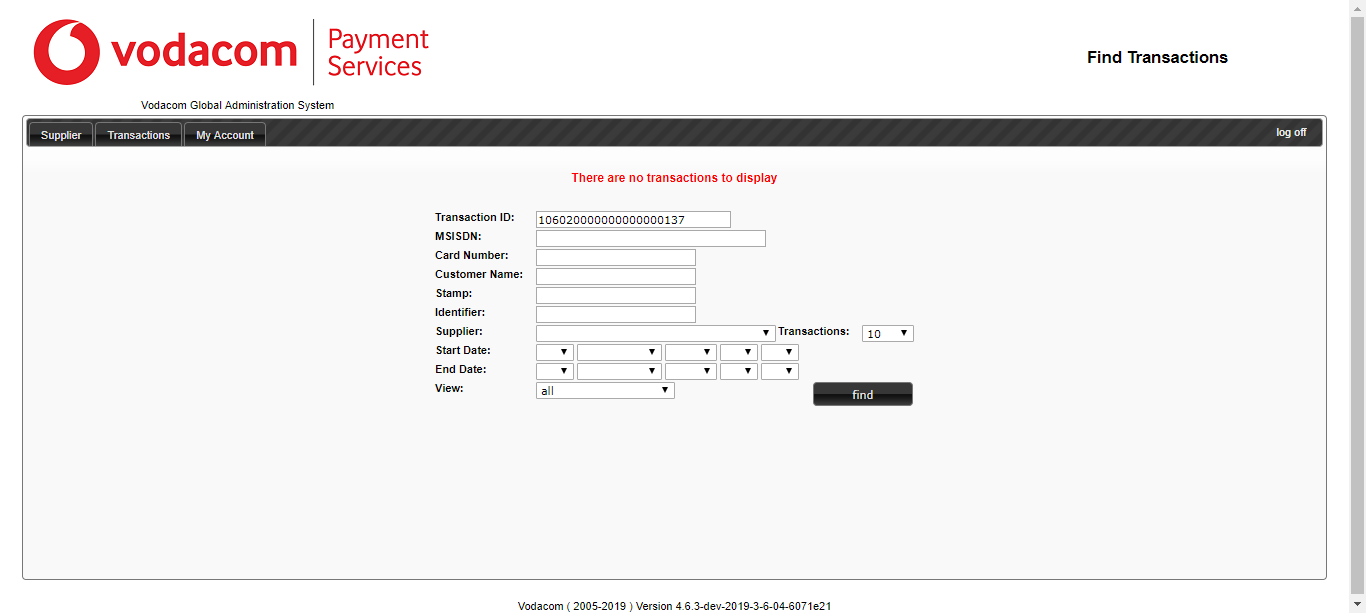 vodacom
Payment
Services
Find Transactions
Vodacom Global Administration System
Supplier
Transactions
My Account
log off
There are no transactions to display
Transaction ID: 106020000000000000137
MSISDN:
Card Number:
Customer Name:
Stamp:
Identifier:
Supplier: Transactions: 10
Start Date:
End Date:
View: all
find
Vodacom ( 2005-2019 ) Version 4.6.3-dev-2019-3-6-04-6071e21